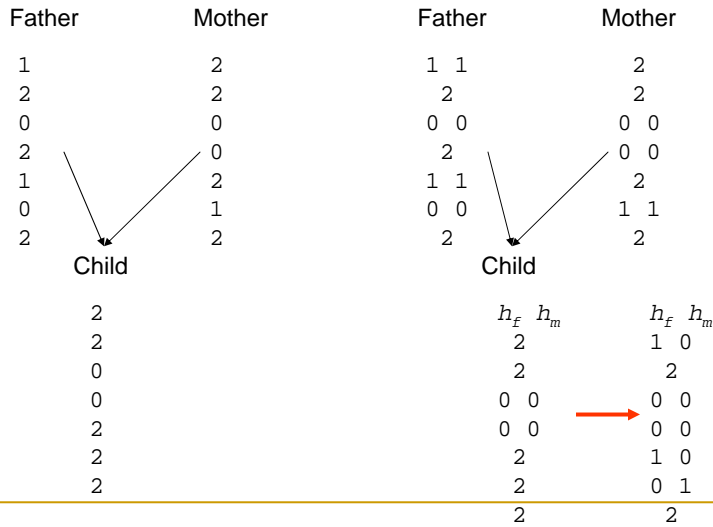 Father Mother Father Mother
1 2 1 1 2
2 2 2 2
0 0 0 0 0 0
2 0 2 0 0
1 2 1 1 2
0 1 0 0 1 1
2 2 2 2
Child Child
2 h_f h_m h_f h_m
2 2 1 0
0 2 2
0 0 0 0 0
2 0 0 0 0
2 2 1 0
2 2 0 1
2 2